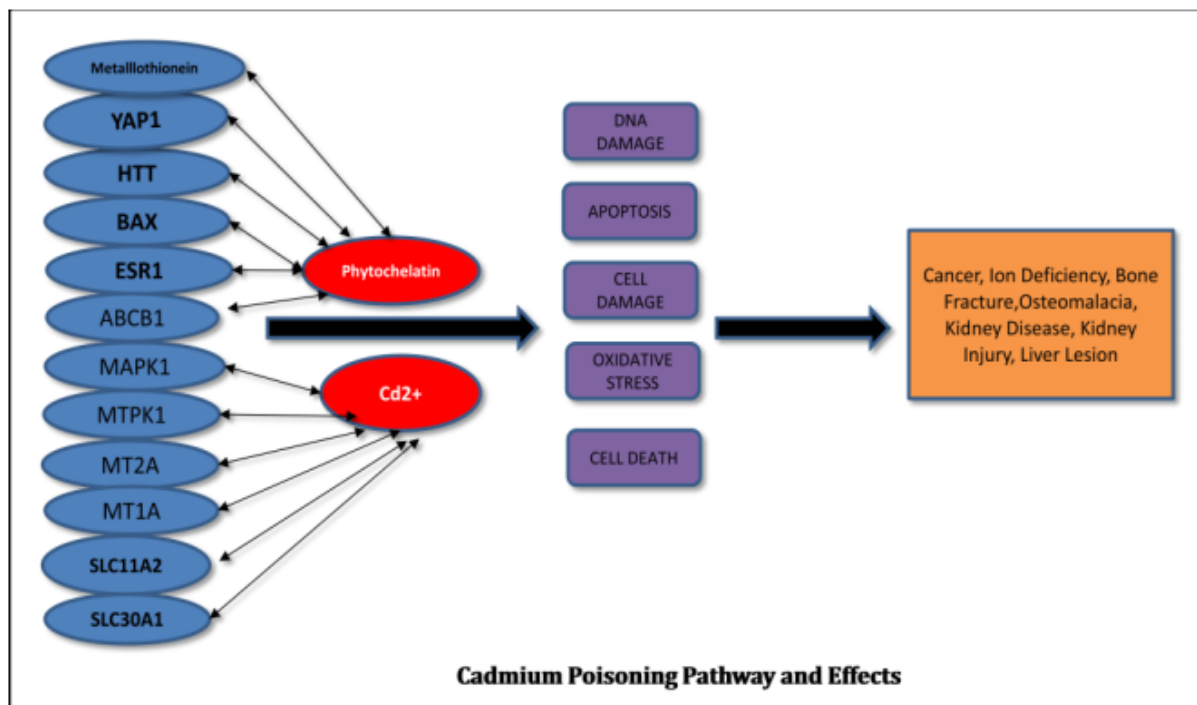 Metalllothionein
YAP1
HTT
BAX
ESR1
ABCB1
MAPK1
MTPK1
MT2A
MT1A
SLC11A2
SLC30A1
Phytochelatin
Cd2+
DNA
DAMAGE
APOPTOSIS
CELL
DAMAGE
OXIDATIVE
STRESS
CELL DEATH
Cancer, Ion Deficiency, Bone
Fracture,Osteomalacia,
Kidney Disease, Kidney
Injury, Liver Lesion
Cadmium Poisoning Pathway and Effects